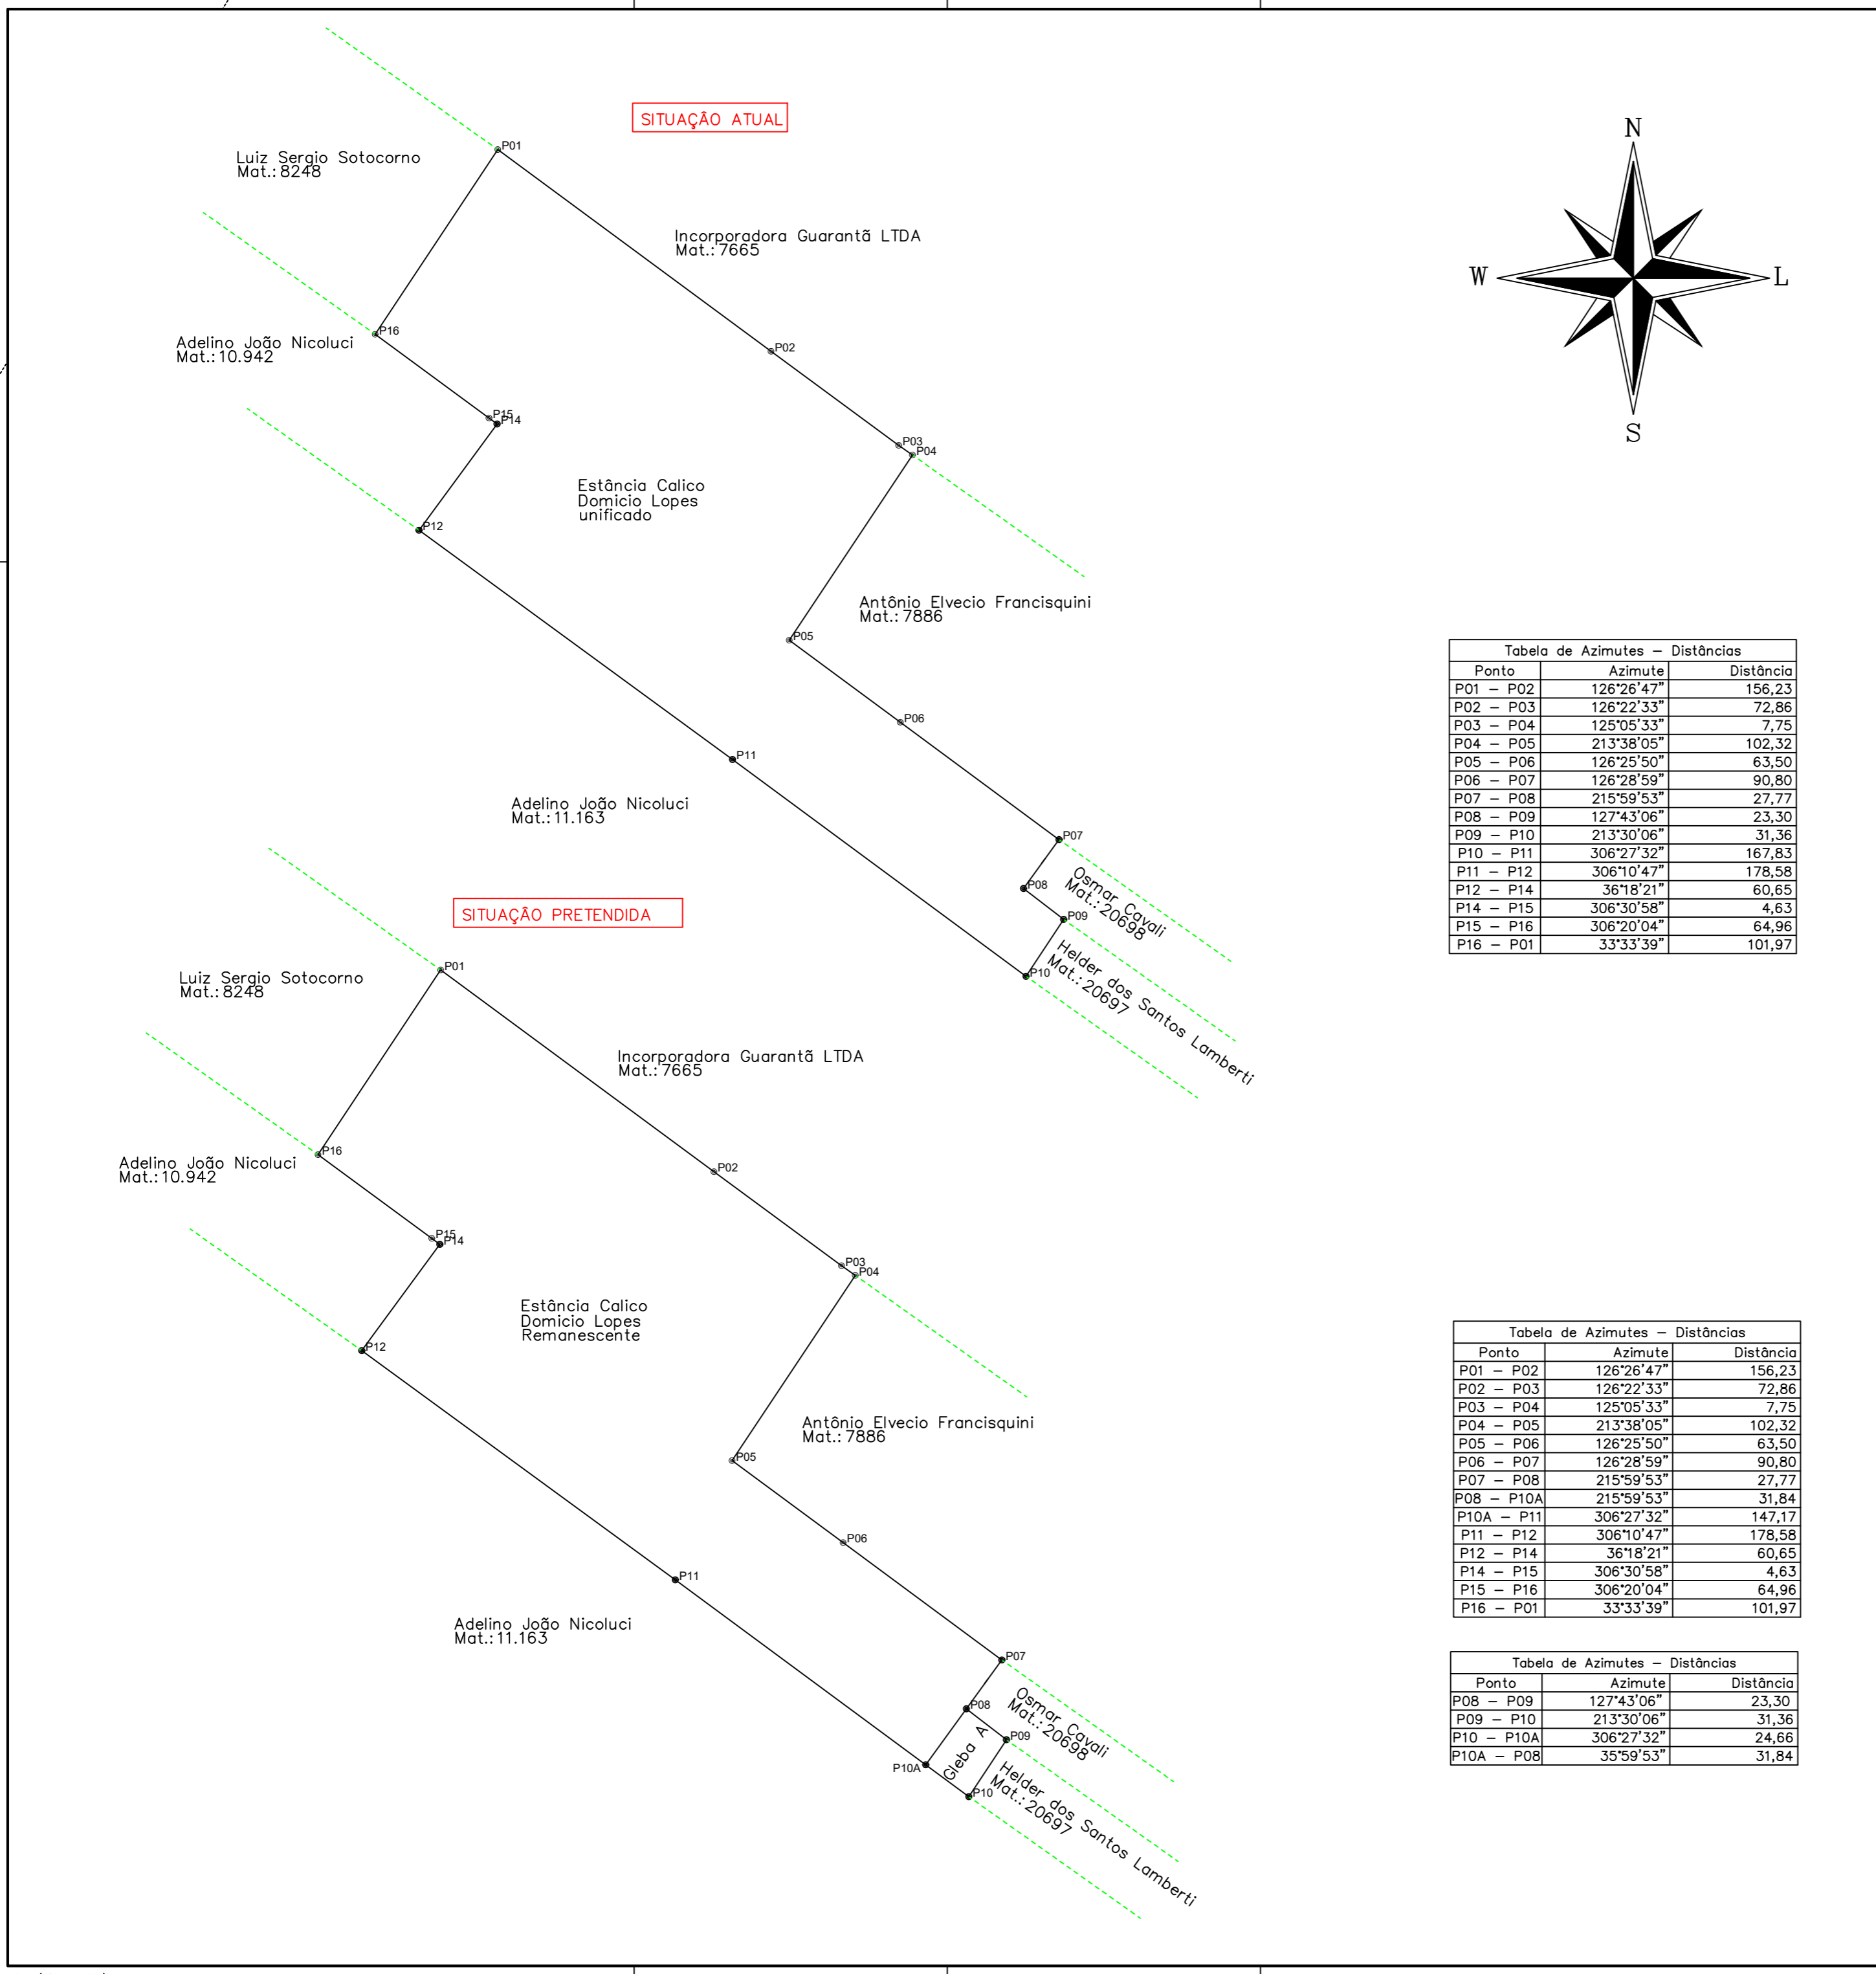 SITUAÇÃO ATUAL
P01
Luiz Sergio Sotocorno
Mat.:8248
Incorporadora Guarantã LTDA
Mat.:7665
P16
Adelino João Nicoluci
Mat.:10.942
P02
P15
P14
P03
P04
Estância Calico
Domicio Lopes
unificado
P12
Antônio Elvecio Francisquini
Mat.:7886
P05
P06
P11
Adelino João Nicoluci
Mat.:11.163
P07
P08
Osmar Cavali
Mat.:20698
P09
P10
Helder dos Santos Lamberti
Mat.:20697
N
W
L
S
Tabela de Azimutes – Distâncias
Ponto Azimute Distância
P01 – P02 126°26'47" 156,23
P02 – P03 126°22'33" 72,86
P03 – P04 125°05'33" 7,75
P04 – P05 213°38'05" 102,32
P05 – P06 126°25'50" 63,50
P06 – P07 126°28'59" 90,80
P07 – P08 215°59'53" 27,77
P08 – P09 127°43'06" 23,30
P09 – P10 213°30'06" 31,36
P10 – P11 306°27'32" 167,83
P11 – P12 306°10'47" 178,58
P12 – P14 36°18'21" 60,65
P14 – P15 306°30'58" 4,63
P15 – P16 306°20'04" 64,96
P16 – P01 33°33'39" 101,97
SITUAÇÃO PRETENDIDA
P01
Luiz Sergio Sotocorno
Mat.:8248
Incorporadora Guarantã LTDA
Mat.:7665
P16
Adelino João Nicoluci
Mat.:10.942
P02
P15
P14
P03
P04
Estância Calico
Domicio Lopes
Remanescente
P12
Antônio Elvecio Francisquini
Mat.:7886
P05
P06
P11
Adelino João Nicoluci
Mat.:11.163
P07
P08
Osmar Cavali
Mat.:20698
P09
Gleba A
P10A
P10
Helder dos Santos Lamberti
Mat.:20697
Tabela de Azimutes – Distâncias
Ponto Azimute Distância
P01 – P02 126°26'47" 156,23
P02 – P03 126°22'33" 72,86
P03 – P04 125°05'33" 7,75
P04 – P05 213°38'05" 102,32
P05 – P06 126°25'50" 63,50
P06 – P07 126°28'59" 90,80
P07 – P08 215°59'53" 27,77
P08 – P10A 215°59'53" 31,84
P10A – P11 306°27'32" 147,17
P11 – P12 306°10'47" 178,58
P12 – P14 36°18'21" 60,65
P14 – P15 306°30'58" 4,63
P15 – P16 306°20'04" 64,96
P16 – P01 33°33'39" 101,97
Tabela de Azimutes – Distâncias
Ponto Azimute Distância
P08 – P09 127°43'06" 23,30
P09 – P10 213°30'06" 31,36
P10 – P10A 306°27'32" 24,66
P10A – P08 35°59'53" 31,84